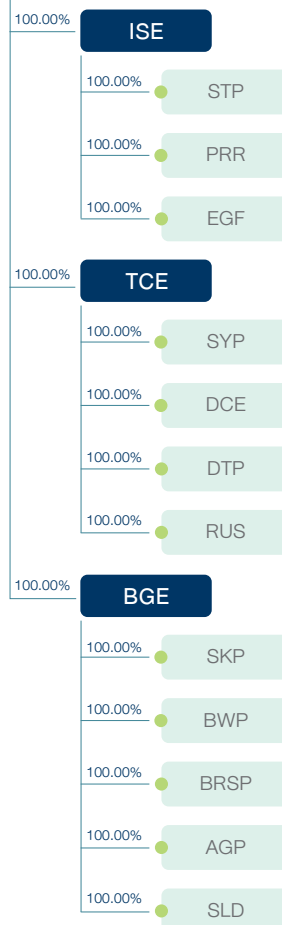 100.00% ISE
100.00% STP
100.00% PRR
100.00% EGF
100.00% TCE
100.00% SYP
100.00% DCE
100.00% DTP
100.00% RUS
100.00% BGE
100.00% SKP
100.00% BWP
100.00% BRSP
100.00% AGP
100.00% SLD